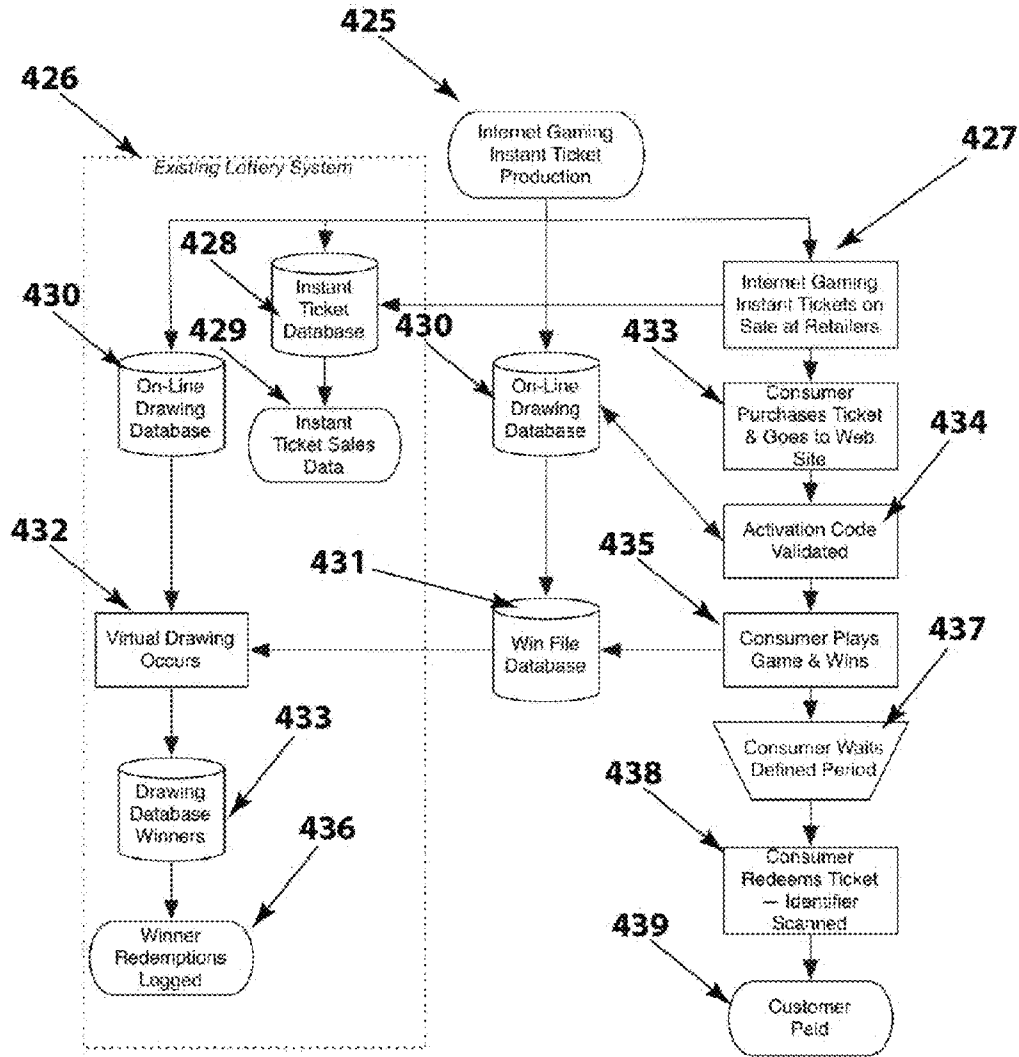 425
426
Internet Gaming
Instant Ticket
Production
427
Existing Lottery System
428
Instant
Ticket
Database
Internet Gaming
Instant Tickets on
Sale at Retailers
430
429
430
433
On-Line
Drawing
Database
Instant
Ticket Sales
Data
On-Line
Drawing
Database
Consumer
Purchases Ticket
& Goes to Web
Site
434
432
431
435
Activation Code
Validated
Virtual Drawing
Occurs
Win File
Database
Consumer Plays
Game & Wins
437
433
Drawing
Database
Winners
438
Consumer Waits
Defined Period
436
Consumer
Redeems Ticket
— Identifier
Scanned
Winner
Redemptions
Logged
439
Customer
Paid